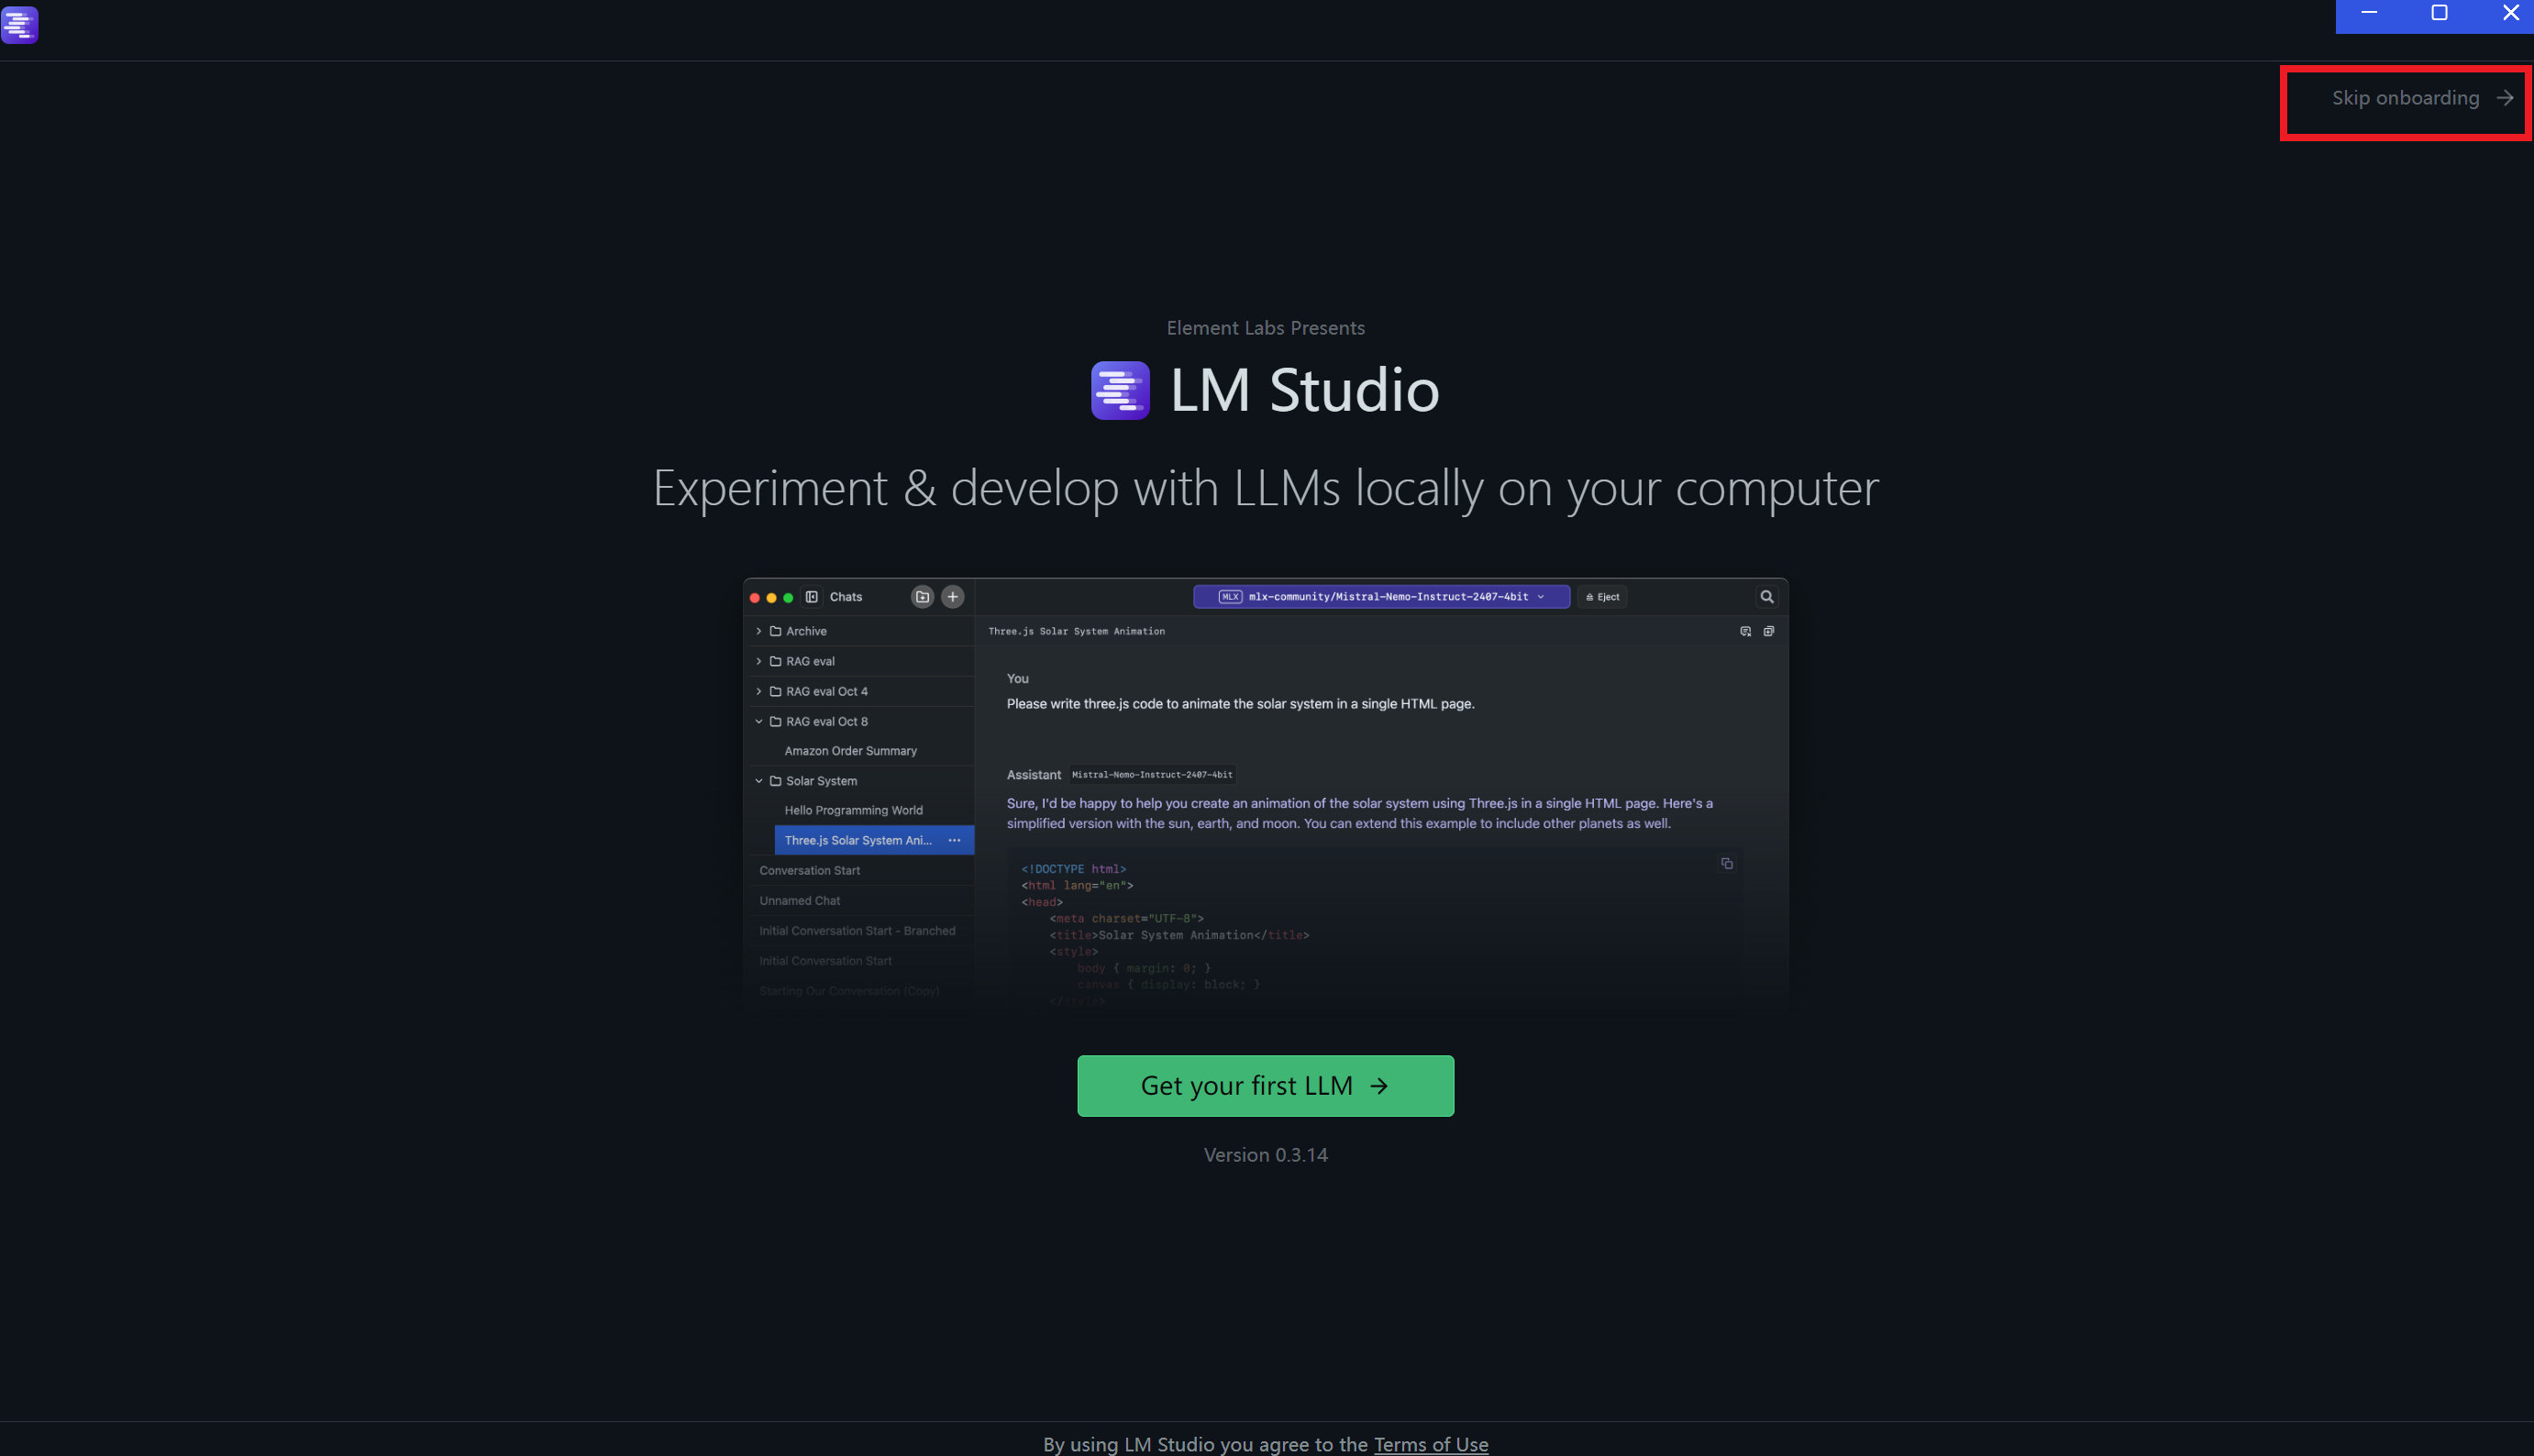 Skip onboarding
Element Labs Presents
LM Studio
Experiment & develop with LLMs locally on your computer
Chats
Archive
RAG eval
RAG eval Oct 4
RAG eval Oct 8
Amazon Order Summary
Solar System
Hello Programming World
Three.js Solar System Ani... ...
Conversation Start
Unnamed Chat
Initial Conversation Start - Branched
Initial Conversation Start
Starting Our Conversation (Copy)
MLX mlx-community/Mistral-Nemo-Instruct-2407-4bit
Eject
Three.js Solar System Animation
You
Please write three.js code to animate the solar system in a single HTML page.
Assistant Mistral-Nemo-Instruct-2407-4bit
Sure, I'd be happy to help you create an animation of the solar system using Three.js in a single HTML page. Here's a
simplified version with the sun, earth, and moon. You can extend this example to include other planets as well.
<!DOCTYPE html>
<html lang="en">
<head>
<meta charset="UTF-8">
<title>Solar System Animation</title>
<style>
body { margin: 0; }
canvas { display: block; }
</style>
Get your first LLM
Version 0.3.14
By using LM Studio you agree to the Terms of Use